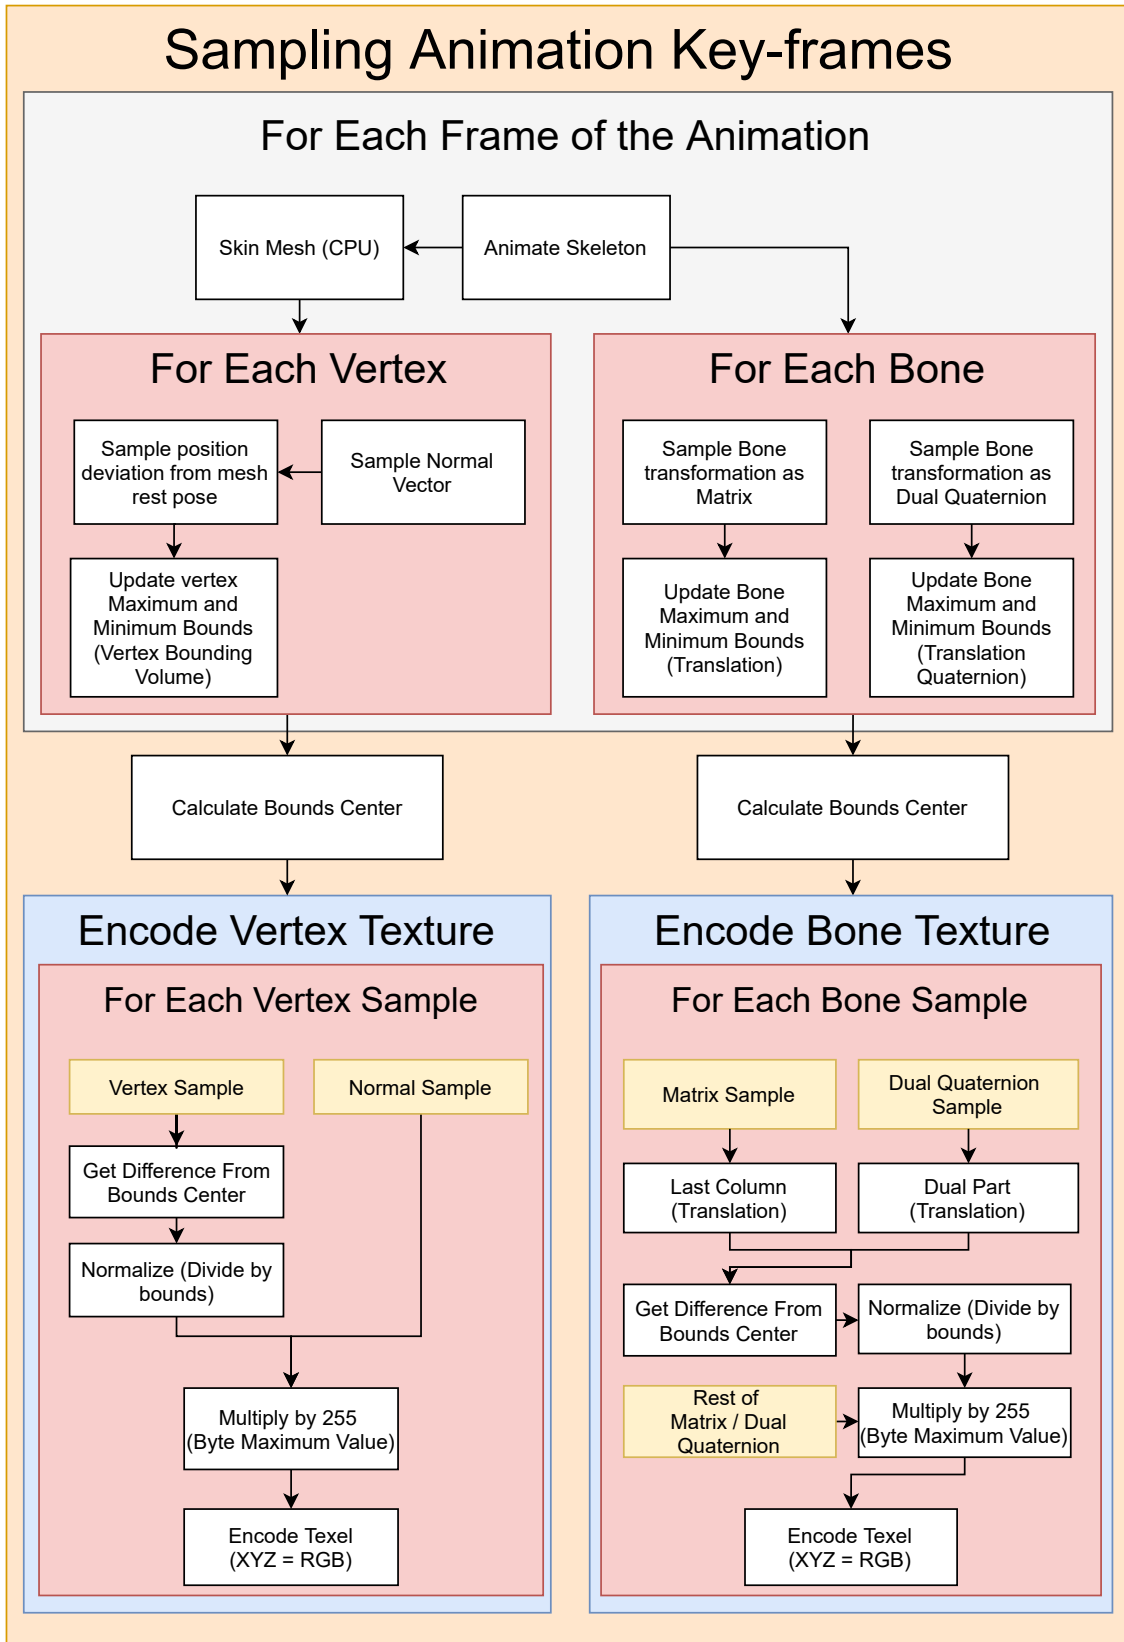 Sampling Animation Key-frames
For Each Frame of the Animation
Skin Mesh (CPU)
Animate Skeleton
For Each Vertex
Sample position
deviation from mesh
rest pose
Sample Normal
Vector
Update vertex
Maximum and
Minimum Bounds
(Vertex Bounding
Volume)
For Each Bone
Sample Bone
transformation as
Matrix
Sample Bone
transformation as
Dual Quaternion
Update Bone
Maximum and
Minimum Bounds
(Translation)
Update Bone
Maximum and
Minimum Bounds
(Translation
Quaternion)
Calculate Bounds Center
Calculate Bounds Center
Encode Vertex Texture
For Each Vertex Sample
Vertex Sample
Normal Sample
Get Difference From
Bounds Center
Normalize (Divide by
bounds)
Multiply by 255
(Byte Maximum Value)
Encode Texel
(XYZ = RGB)
Encode Bone Texture
For Each Bone Sample
Matrix Sample
Dual Quaternion
Sample
Last Column
(Translation)
Dual Part
(Translation)
Get Difference From
Bounds Center
Normalize (Divide by
bounds)
Rest of
Matrix / Dual
Quaternion
Multiply by 255
(Byte Maximum Value)
Encode Texel
(XYZ = RGB)